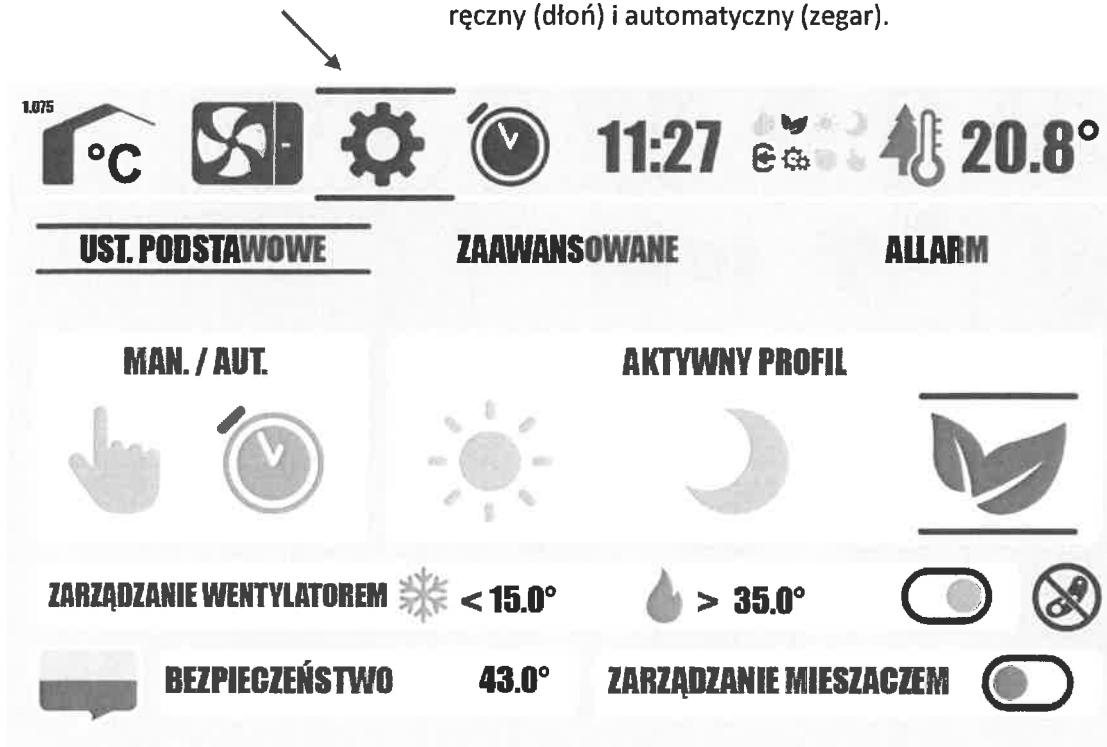 ręczny (dłoń) i automatyczny (zegar).
1.075
°C 11:27 20.8°
UST. PODSTAWOWE ZAAWANSOWANE ALLARM
MAN. / AUT. AKTYWNY PROFIL
ZARZĄDZANIE WENTYLATOREM < 15.0° > 35.0°
BEZPIECZEŃSTWO 43.0° ZARZĄDZANIE MIESZACZEM